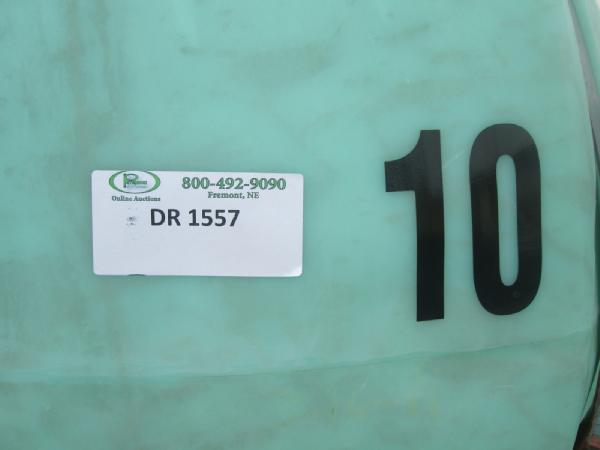 800-492-9090
Fremont, NE
Online Auctions
DR 1557
10